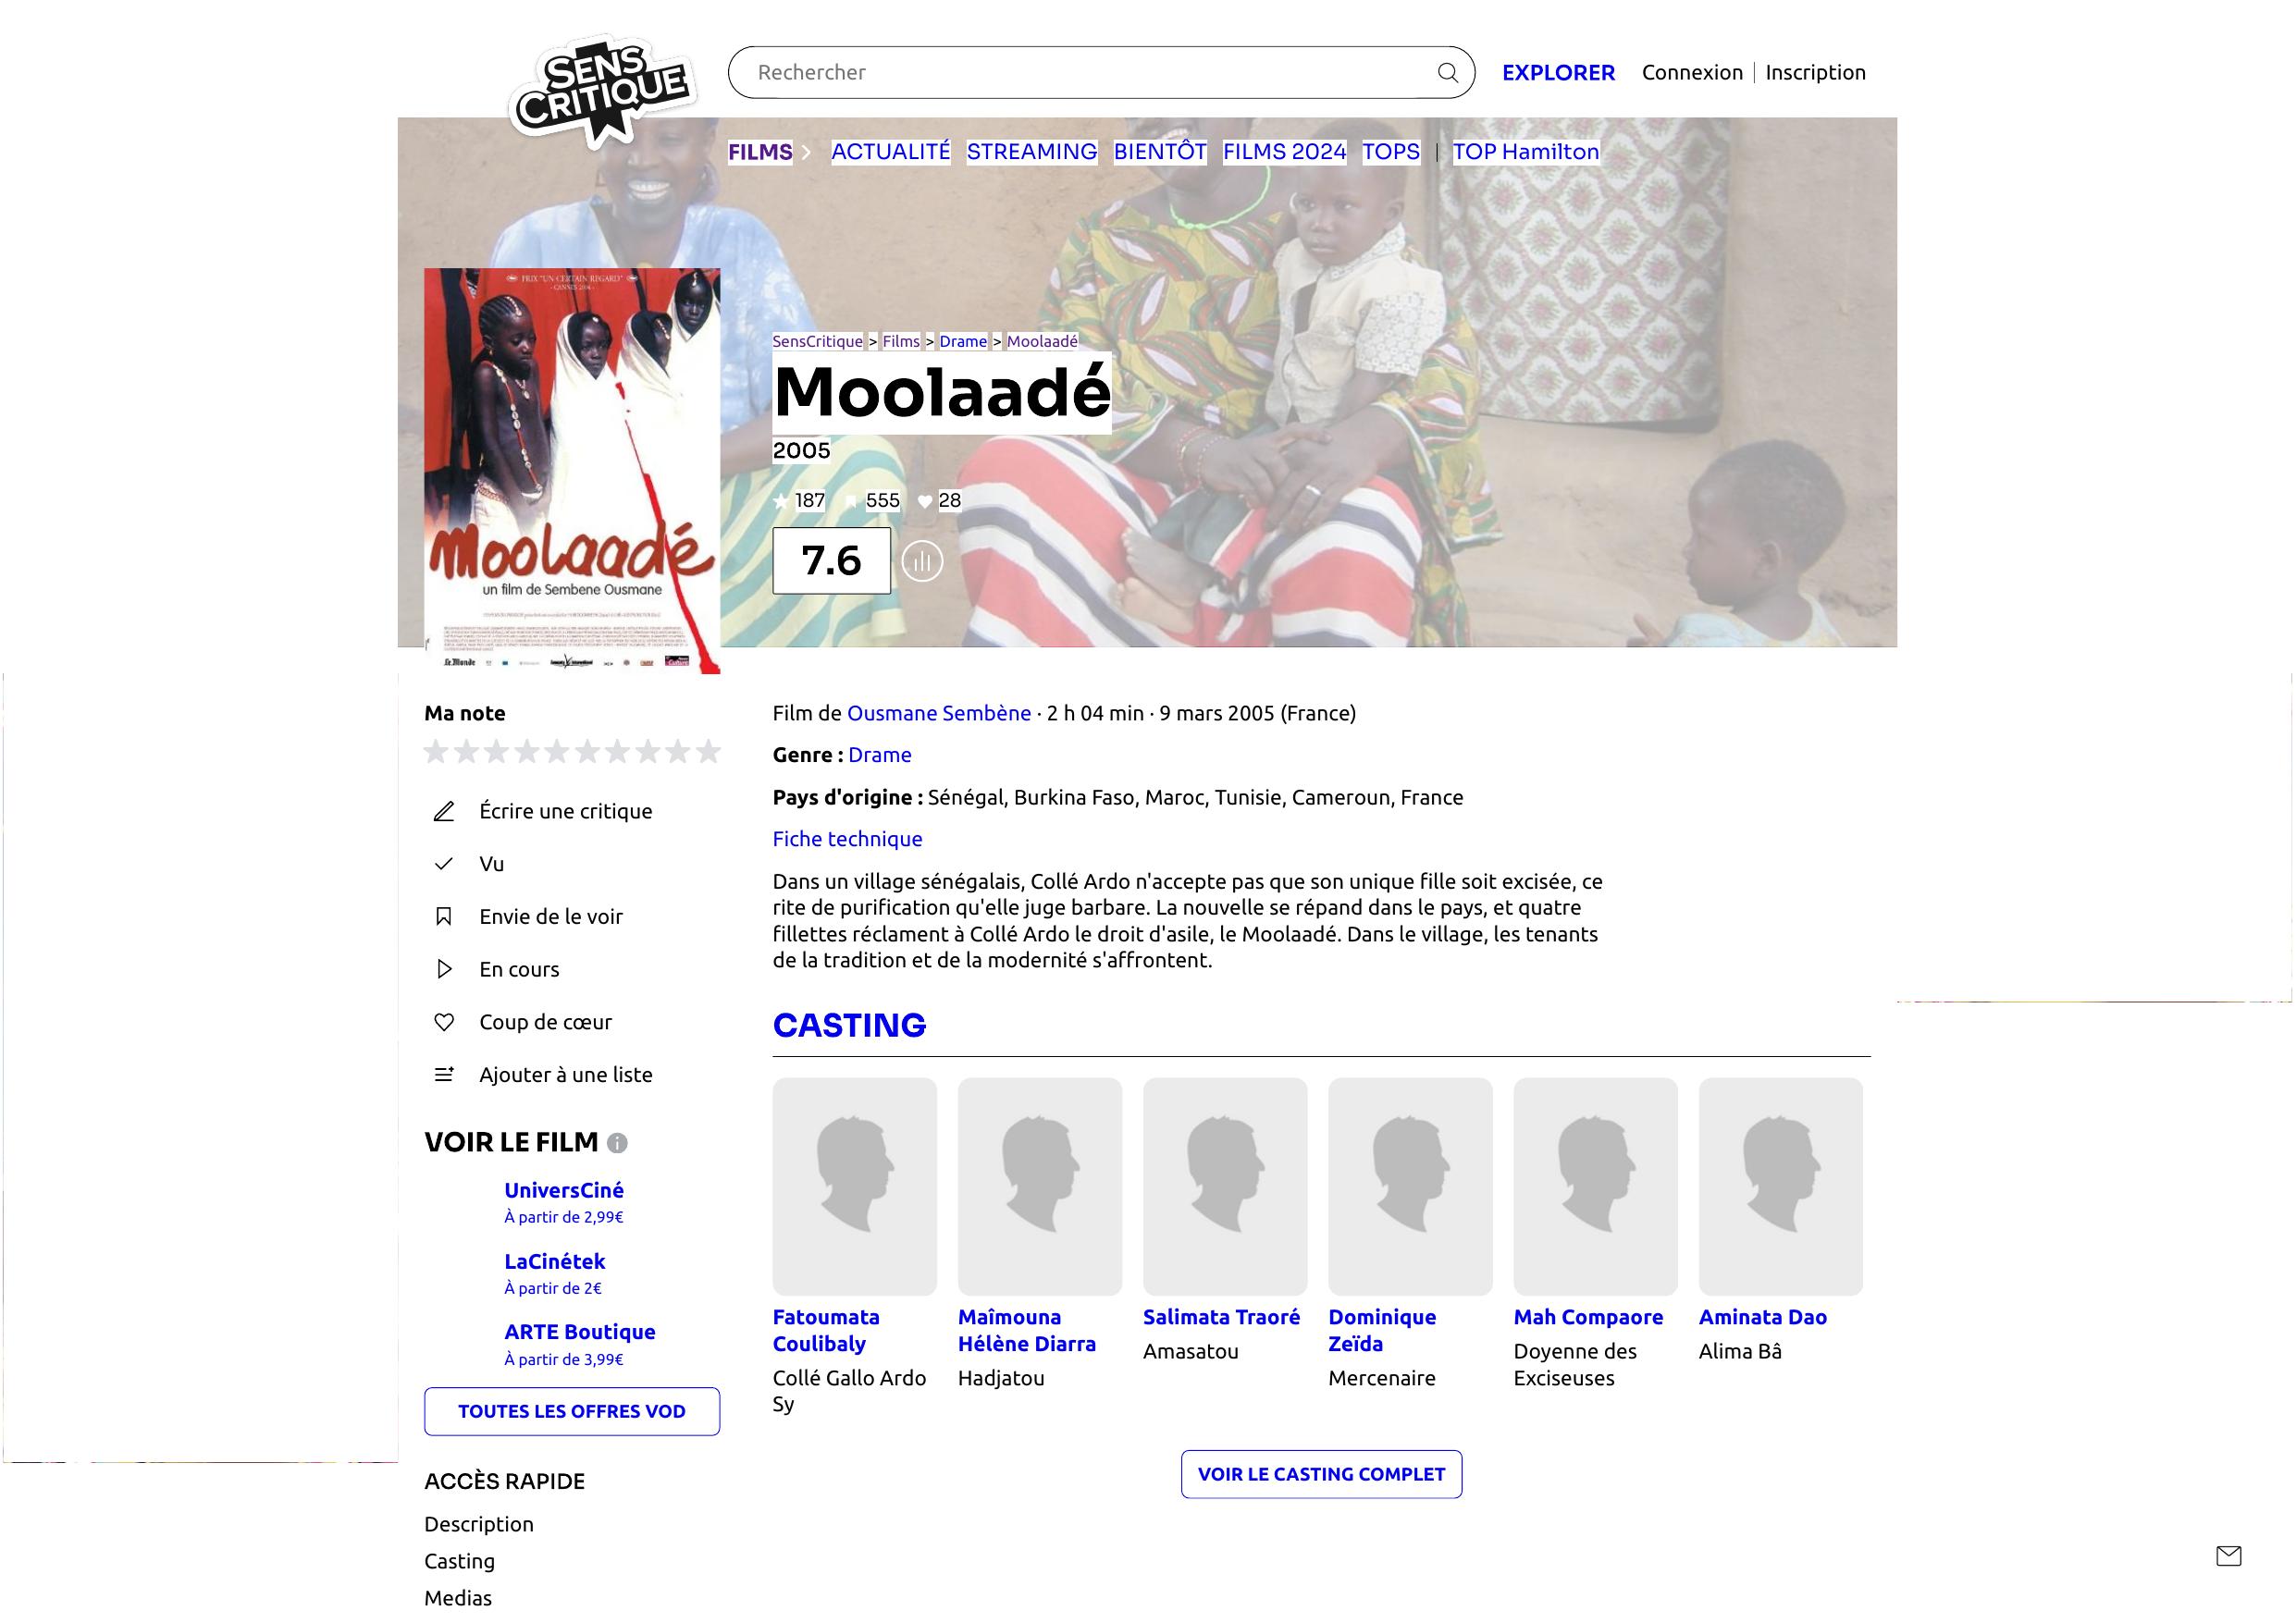 SENS
CRITIQUE
Rechercher
EXPLORER
Connexion
Inscription
FILMS
ACTUALITÉ
STREAMING
BIENTÔT
FILMS 2024
TOPS
TOP Hamilton
PRIX "UN CERTAIN REGARD"
- CANNES 2004 -
Moolaadé
un film de Sembene Ousmane
Le Monde
SensCritique > Films > Drame > Moolaadé
Moolaadé
2005
187 555 28
7.6
Ma note
Écrire une critique
Vu
Envie de le voir
En cours
Coup de cœur
Ajouter à une liste
VOIR LE FILM
UniversCiné
À partir de 2,99€
LaCinétek
À partir de 2€
ARTE Boutique
À partir de 3,99€
TOUTES LES OFFRES VOD
ACCÈS RAPIDE
Description
Casting
Medias
Film de Ousmane Sembène · 2 h 04 min · 9 mars 2005 (France)
Genre : Drame
Pays d'origine : Sénégal, Burkina Faso, Maroc, Tunisie, Cameroun, France
Fiche technique
Dans un village sénégalais, Collé Ardo n'accepte pas que son unique fille soit excisée, ce
rite de purification qu'elle juge barbare. La nouvelle se répand dans le pays, et quatre
fillettes réclament à Collé Ardo le droit d'asile, le Moolaadé. Dans le village, les tenants
de la tradition et de la modernité s'affrontent.
CASTING
Fatoumata
Coulibaly
Collé Gallo Ardo
Sy
Maîmouna
Hélène Diarra
Hadjatou
Salimata Traoré
Amasatou
Dominique
Zeïda
Mercenaire
Mah Compaore
Doyenne des
Exciseuses
Aminata Dao
Alima Bâ
VOIR LE CASTING COMPLET